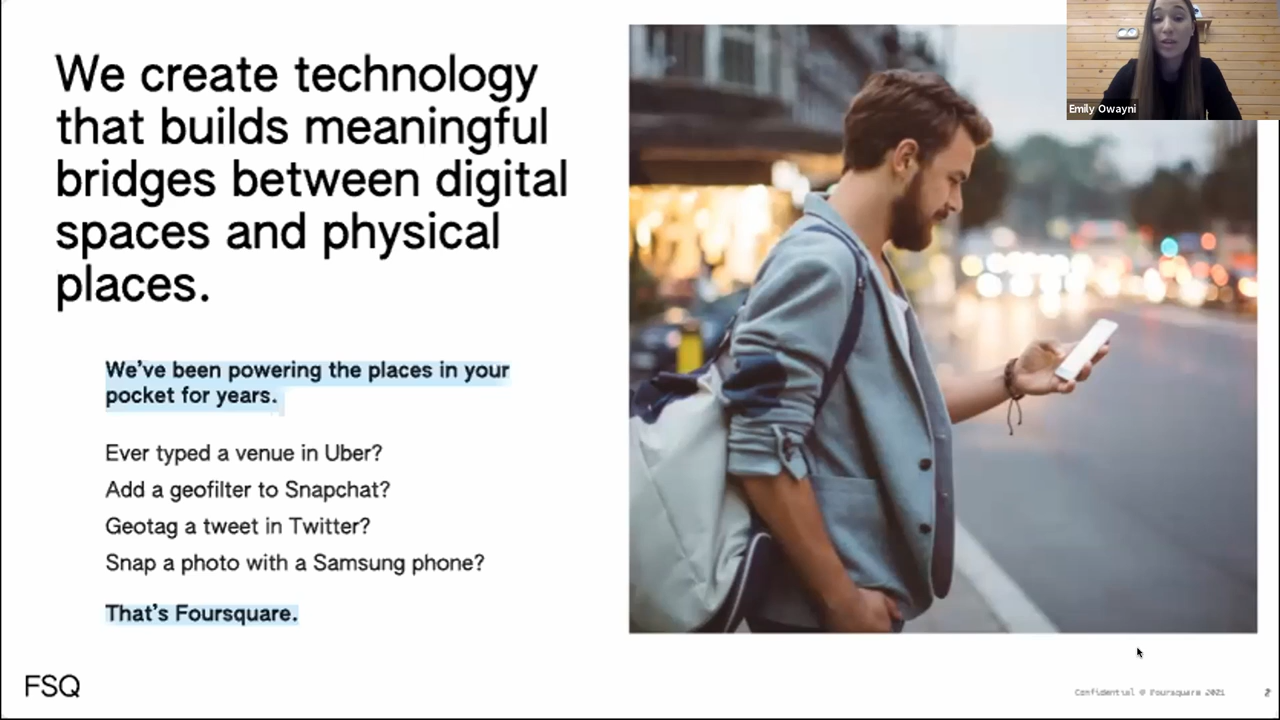 We create technology
that builds meaningful
bridges between digital
spaces and physical
places.
We've been powering the places in your
pocket for years.
Ever typed a venue in Uber?
Add a geofilter to Snapchat?
Geotag a tweet in Twitter?
Snap a photo with a Samsung phone?
That's Foursquare.
FSQ
Emily Owayni
Confidential © Foursquare 2021
2